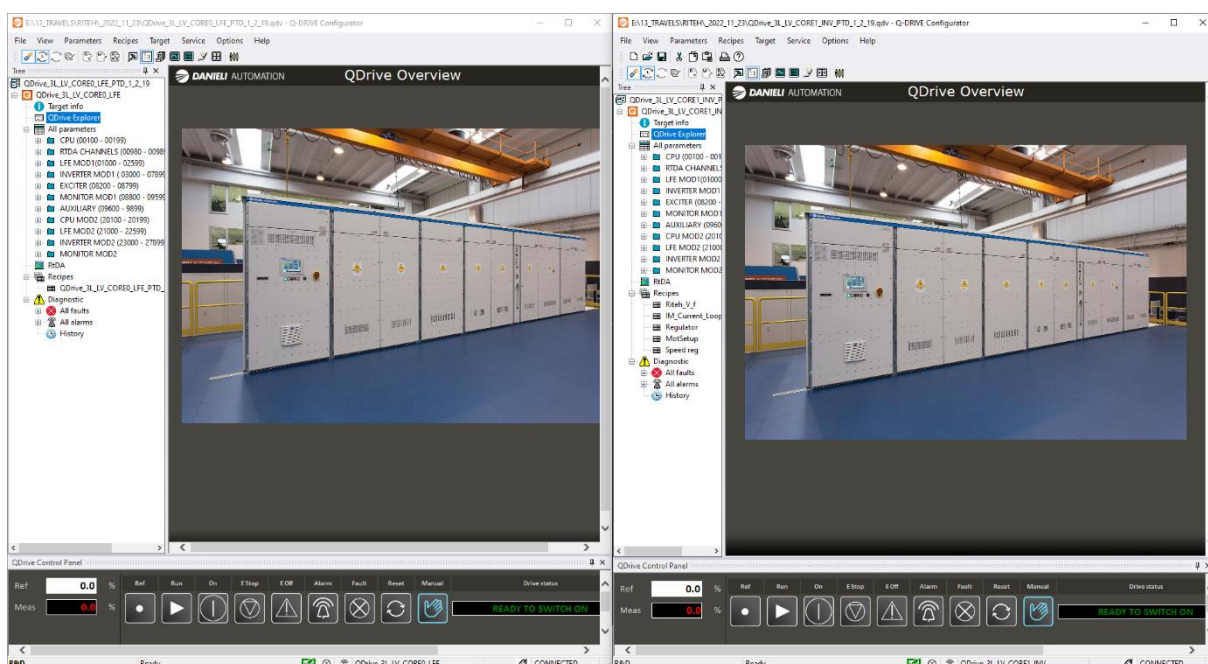 E:\13_TRAVELS\RITEH\_2022_11_23\QDrive_3L_LV_CORE0_LFE_PTD_1_2_19.qdv - Q-DRIVE Configurator
File View Parameters Recipes Target Service Options Help
Tree
QDrive_3L_LV_CORE0_LFE_PTD_1_2_19
QDrive_3L_LV_CORE0_LFE
Target info
QDrive Explorer
All parameters
CPU (00100 - 00199)
RTDA CHANNELS (00980 - 0098
LFE MOD1(01000 - 02599)
INVERTER MOD1 ( 03000 - 0789
EXCITER (08200 - 08799)
MONITOR MOD1 (08800 - 0959
AUXILIARY (09600 - 9899)
CPU MOD2 (20100 - 20199)
LFE MOD2 (21000 - 22599)
INVERTER MOD2 (23000 - 27899
MONITOR MOD2
RtDA
Recipes
QDrive_3L_LV_CORE0_LFE_PTD_
Diagnostic
All faults
All alarms
History
DANIELI AUTOMATION
QDrive Overview
QDrive Control Panel
Ref 0.0 %
Meas 0.0 %
Ref Run On E Stop E Off Alarm Fault Reset Manual Drive status
READY TO SWITCH ON
R&D Ready QDrive_3L_LV_CORE0_LFE CONNECTED
E:\13_TRAVELS\RITEH\_2022_11_23\QDrive_3L_LV_CORE1_INV_PTD_1_2_19.qdv - Q-DRIVE Configurator
File View Parameters Recipes Target Service Options Help
Tree
QDrive_3L_LV_CORE1_INV_P
QDrive_3L_LV_CORE1_IN
Target info
QDrive Explorer
All parameters
CPU (00100 - 001
RTDA CHANNELS
LFE MOD1(01000
INVERTER MOD1
EXCITER (08200 -
MONITOR MOD1
AUXILIARY (0960
CPU MOD2 (2010
LFE MOD2 (21000
INVERTER MOD2
MONITOR MOD2
RtDA
Recipes
Riteh_V_f
IM_Current_Loop
Regulator
MotSetup
Speed reg
Diagnostic
All faults
All alarms
History
DANIELI AUTOMATION
QDrive Overview
QDrive Control Panel
Ref 0.0 %
Meas 0.0 %
Ref Run On E Stop E Off Alarm Fault Reset Manual Drive status
READY TO SWITCH ON
R&D Ready QDrive_3L_LV_CORE1_INV CONNECTED